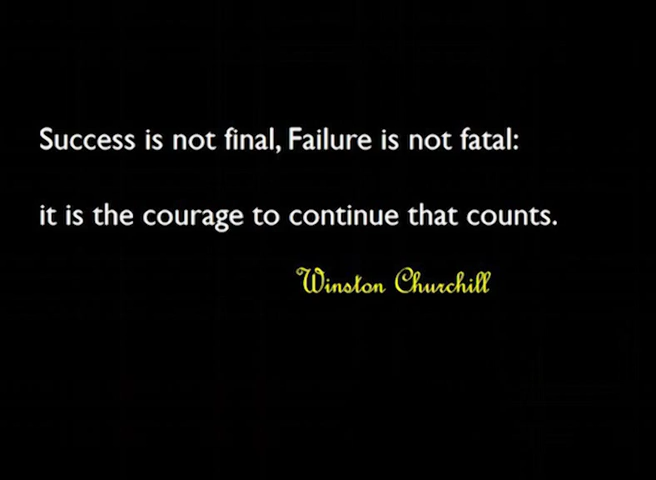 Success is not final, Failure is not fatal:
it is the courage to continue that counts.
Winston Churchill